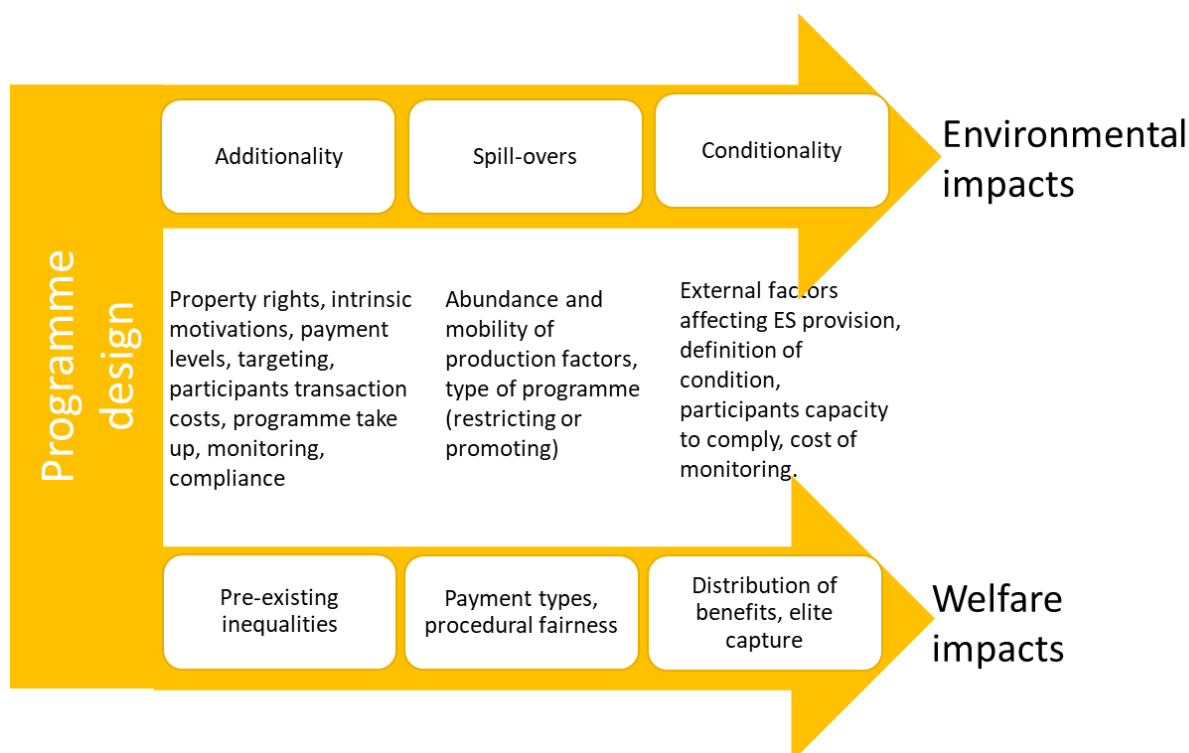 Programme
design
Additionality
Spill-overs
Conditionality
Environmental
impacts
Property rights, intrinsic
motivations, payment
levels, targeting,
participants transaction
costs, programme take
up, monitoring,
compliance
Abundance and
mobility of
production factors,
type of programme
(restricting or
promoting)
External factors
affecting ES provision,
definition of
condition,
participants capacity
to comply, cost of
monitoring.
Pre-existing
inequalities
Payment types,
procedural fairness
Distribution of
benefits, elite
capture
Welfare
impacts